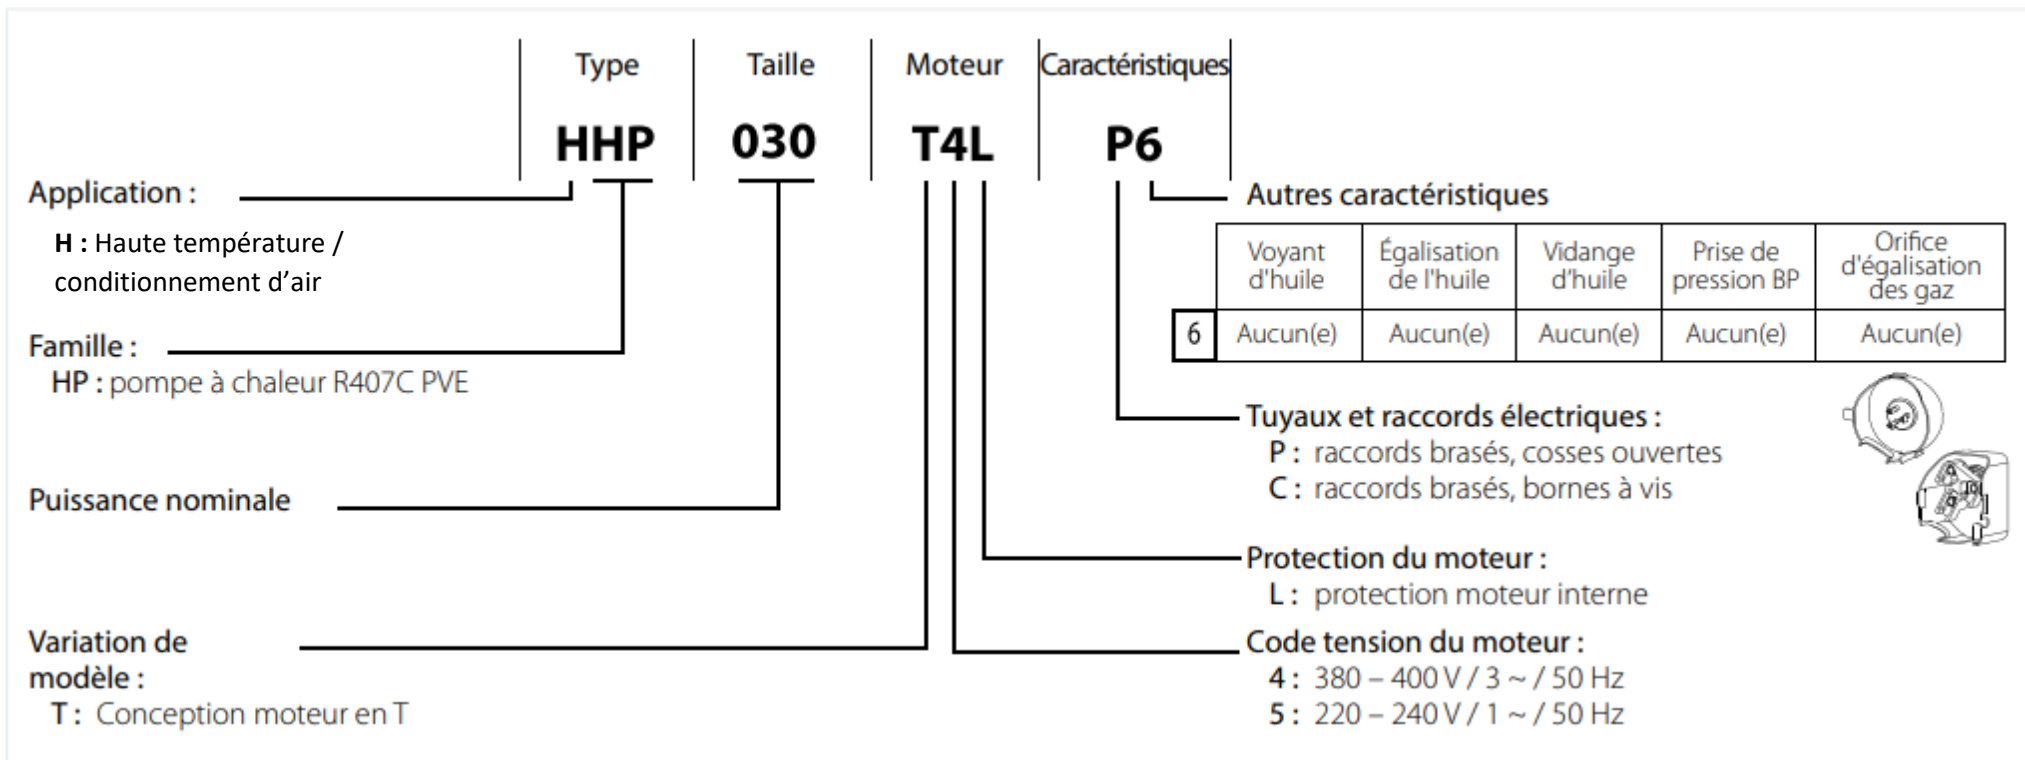 Type Taille Moteur Caractéristiques
HHP 030 T4L P6
Application :
H : Haute température /
conditionnement d’air
Famille :
HP : pompe à chaleur R407C PVE
Puissance nominale
Variation de
modèle :
T : Conception moteur en T
Autres caractéristiques
Voyant
d'huile
Égalisation
de l'huile
Vidange
d'huile
Prise de
pression BP
Orifice
d'égalisation
des gaz
6 Aucun(e) Aucun(e) Aucun(e) Aucun(e) Aucun(e)
Tuyaux et raccords électriques :
P : raccords brasés, cosses ouvertes
C : raccords brasés, bornes à vis
Protection du moteur :
L : protection moteur interne
Code tension du moteur :
4 : 380 – 400 V / 3 ~ / 50 Hz
5 : 220 – 240 V / 1 ~ / 50 Hz